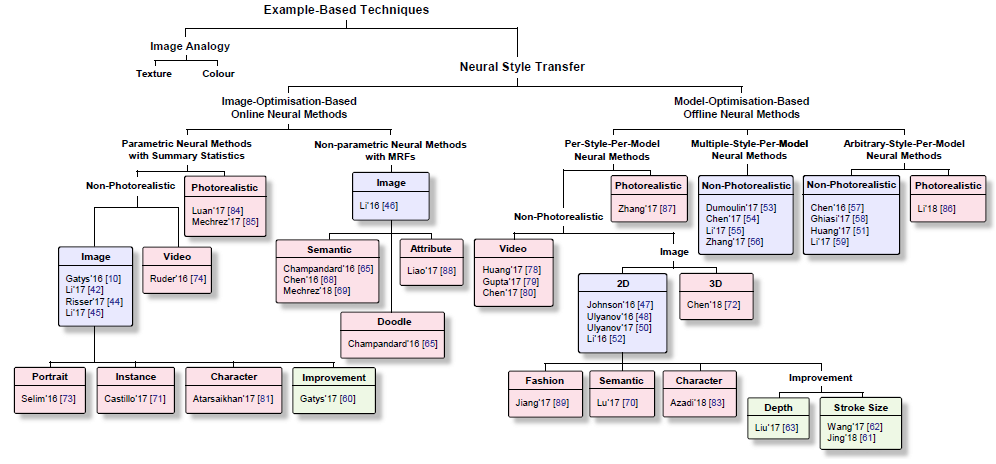 Example-Based Techniques
Image Analogy
Texture
Colour
Neural Style Transfer
Image-Optimisation-Based
Online Neural Methods
Parametric Neural Methods
with Summary Statistics
Non-Photorealistic
Photorealistic
Luan'17 [84]
Mechrez'17 [85]
Image
Gatys'16 [10]
Li'17 [42]
Risser'17 [44]
Li'17 [45]
Video
Ruder'16 [74]
Portrait
Selim'16 [73]
Instance
Castillo'17 [71]
Character
Atarsaikhan'17 [81]
Improvement
Gatys'17 [60]
Non-parametric Neural Methods
with MRFs
Image
Li'16 [46]
Semantic
Champandard'16 [65]
Chen'16 [68]
Mechrez'18 [69]
Attribute
Liao'17 [88]
Doodle
Champandard'16 [65]
Model-Optimisation-Based
Offline Neural Methods
Per-Style-Per-Model
Neural Methods
Non-Photorealistic
Photorealistic
Zhang'17 [87]
Video
Huang'17 [78]
Gupta'17 [79]
Chen'17 [80]
Image
2D
Johnson'16 [47]
Ulyanov'16 [48]
Ulyanov'17 [50]
Li'16 [52]
3D
Chen'18 [72]
Fashion
Jiang'17 [89]
Semantic
Lu'17 [70]
Character
Azadi'18 [83]
Improvement
Depth
Liu'17 [63]
Stroke Size
Wang'17 [62]
Jing'18 [61]
Multiple-Style-Per-Model
Neural Methods
Non-Photorealistic
Dumoulin'17 [53]
Chen'17 [54]
Li'17 [55]
Zhang'17 [56]
Arbitrary-Style-Per-Model
Neural Methods
Non-Photorealistic
Chen'16 [57]
Ghiasi'17 [58]
Huang'17 [51]
Li'17 [59]
Photorealistic
Li'18 [86]